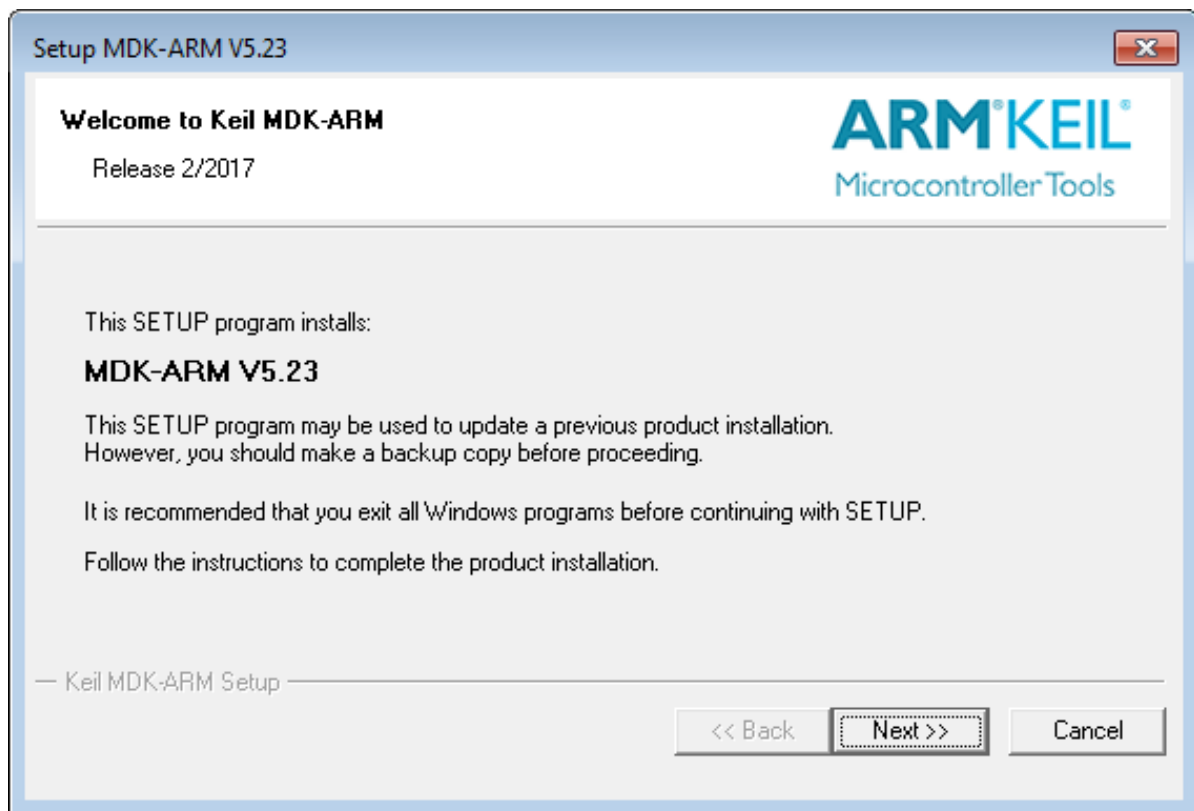 Setup MDK-ARM V5.23
Welcome to Keil MDK-ARM
Release 2/2017
ARM®KEIL®
Microcontroller Tools
This SETUP program installs:
MDK-ARM V5.23
This SETUP program may be used to update a previous product installation.
However, you should make a backup copy before proceeding.
It is recommended that you exit all Windows programs before continuing with SETUP.
Follow the instructions to complete the product installation.
Keil MDK-ARM Setup
<< Back Next >> Cancel